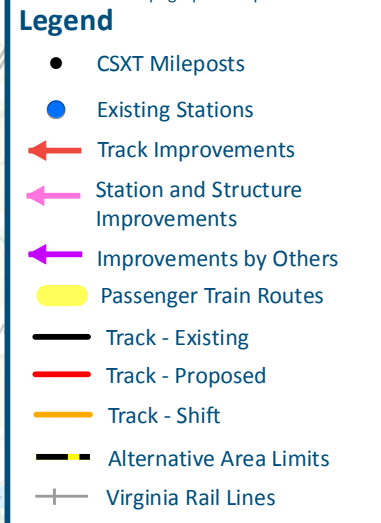 Legend
CSXT Mileposts
Existing Stations
Track Improvements
Station and Structure
Improvements
Improvements by Others
Passenger Train Routes
Track - Existing
Track - Proposed
Track - Shift
Alternative Area Limits
Virginia Rail Lines